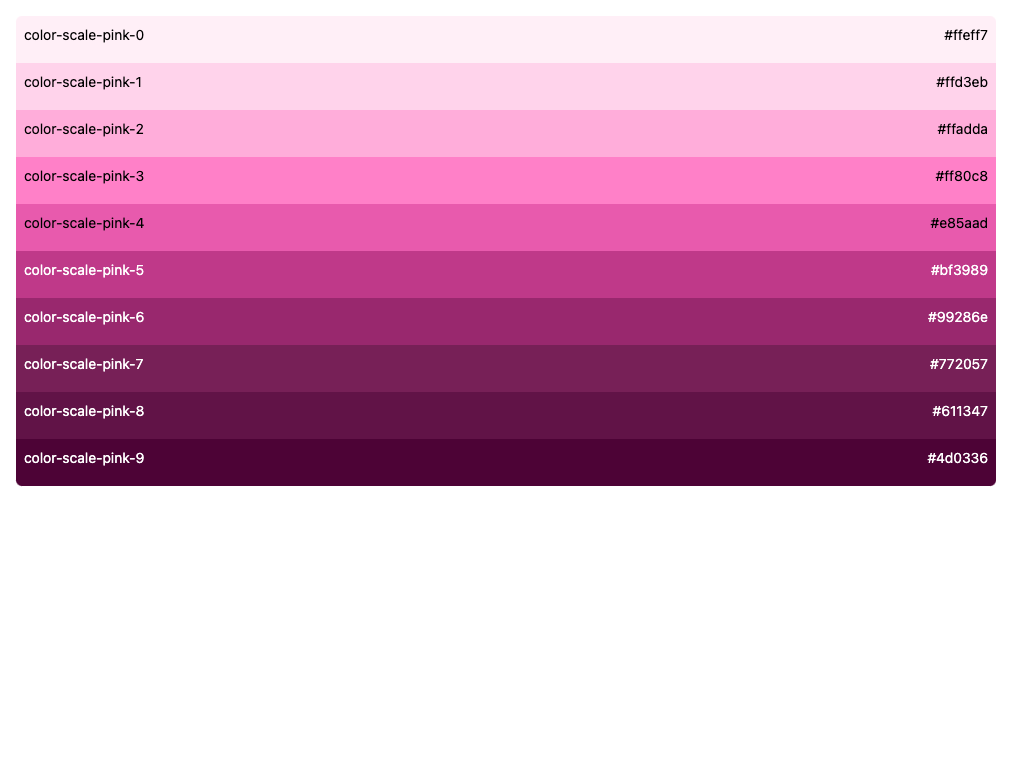 color-scale-pink-0 #ffeff7
color-scale-pink-1 #ffd3eb
color-scale-pink-2 #ffadda
color-scale-pink-3 #ff80c8
color-scale-pink-4 #e85aad
color-scale-pink-5 #bf3989
color-scale-pink-6 #99286e
color-scale-pink-7 #772057
color-scale-pink-8 #611347
color-scale-pink-9 #4d0336